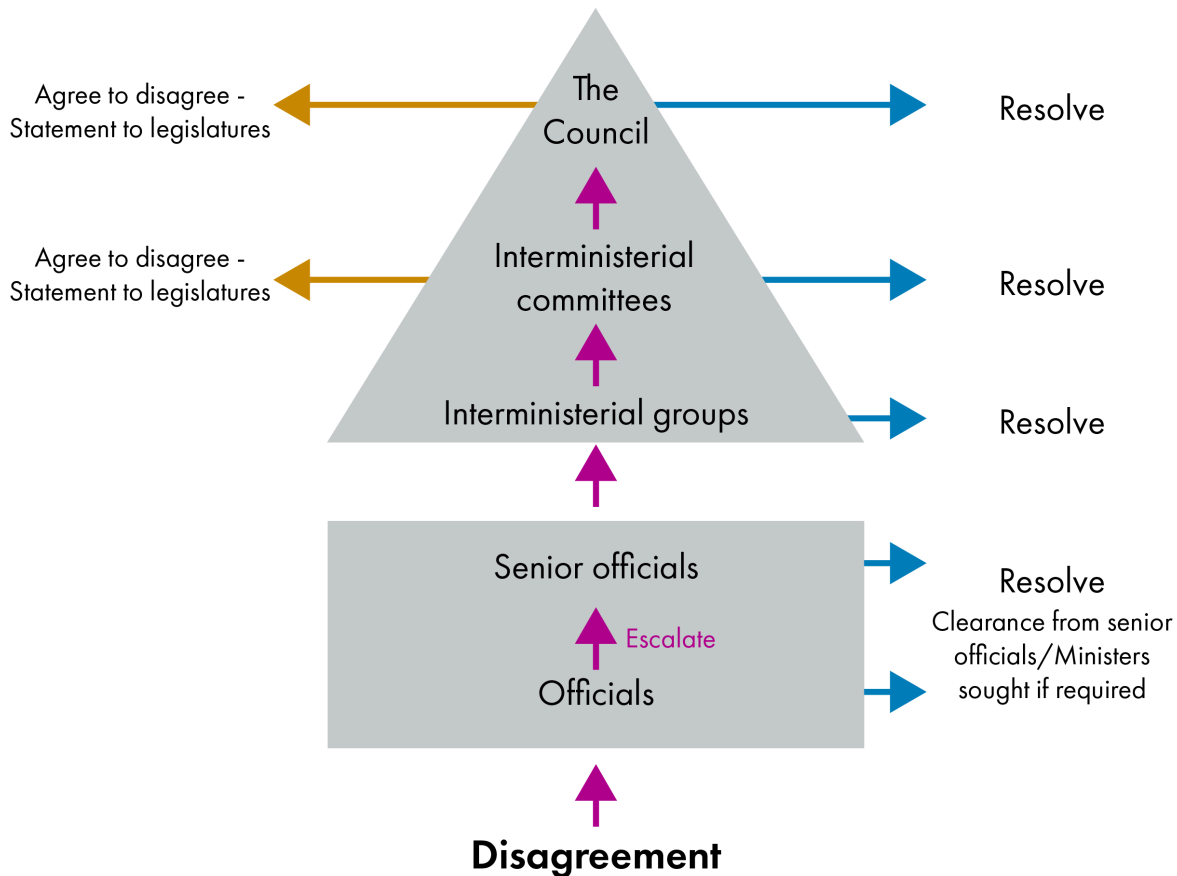 The
Council
Agree to disagree -
Statement to legislatures
Resolve
Interministerial
committees
Agree to disagree -
Statement to legislatures
Resolve
Interministerial groups
Resolve
Senior officials
Escalate
Officials
Resolve
Clearance from senior
officials/Ministers
sought if required
Disagreement